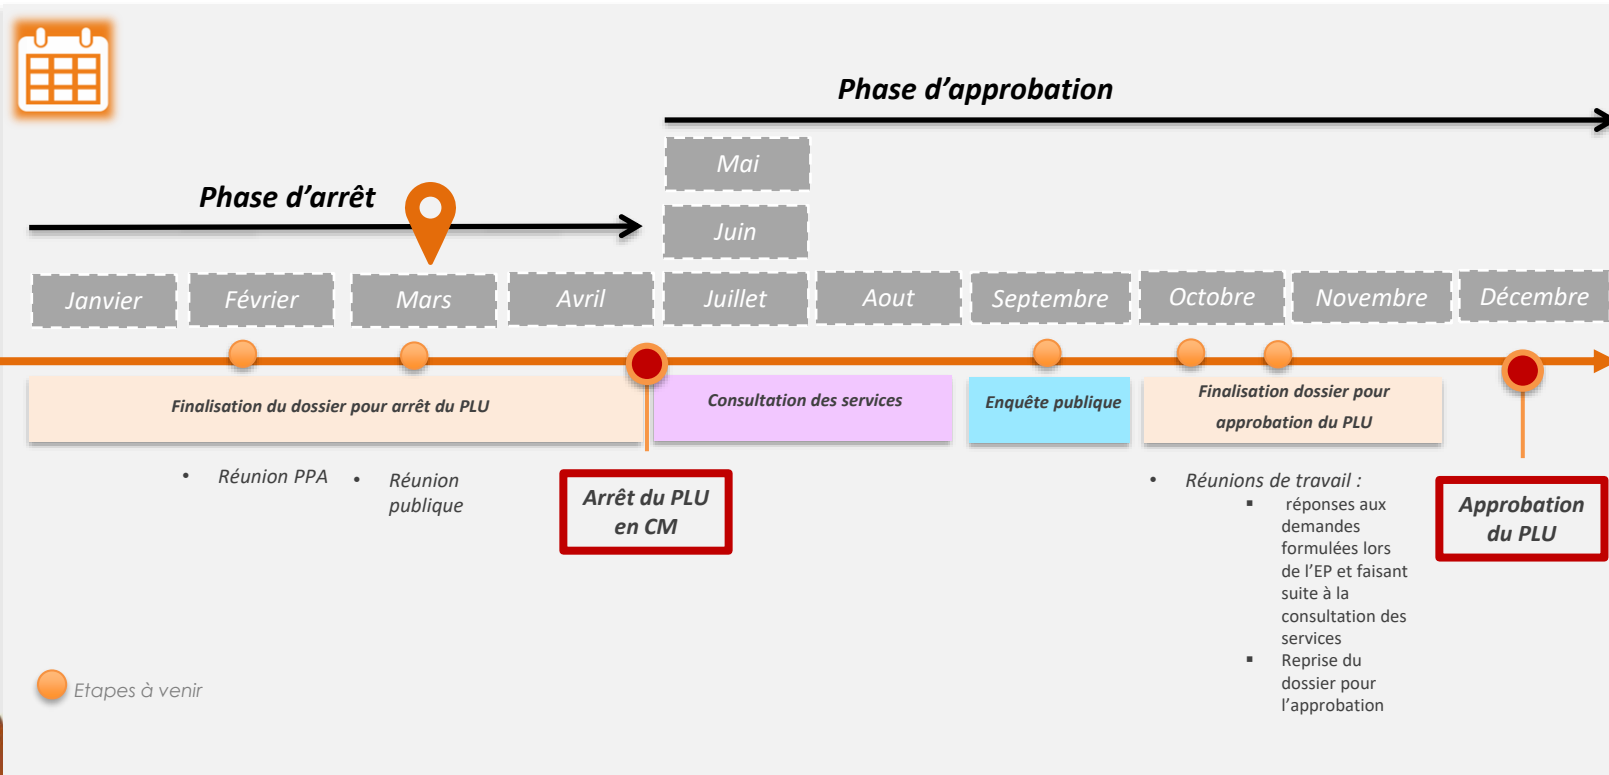 Phase d’approbation
Mai
Phase d’arrêt
Juin
Janvier
Février
Mars
Avril
Juillet
Aout
Septembre
Octobre
Novembre
Décembre
Finalisation du dossier pour arrêt du PLU
Consultation des services
Enquête publique
Finalisation dossier pour
approbation du PLU
• Réunion PPA
• Réunion
publique
Arrêt du PLU
en CM
• Réunions de travail :
▪ réponses aux
demandes
formulées lors
de l’EP et faisant
suite à la
consultation des
services
▪ Reprise du
dossier pour
l’approbation
Approbation
du PLU
Etapes à venir